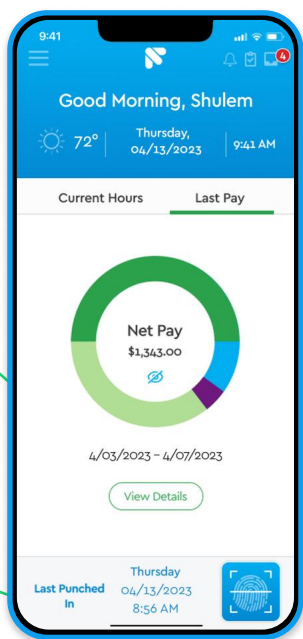 9:41
4
Good Morning, Shulem
72°
Thursday,
04/13/2023
9:41 AM
Current Hours
Last Pay
Net Pay
$1,343.00
4/03/2023 – 4/07/2023
View Details
Last Punched
In
Thursday
04/13/2023
8:56 AM